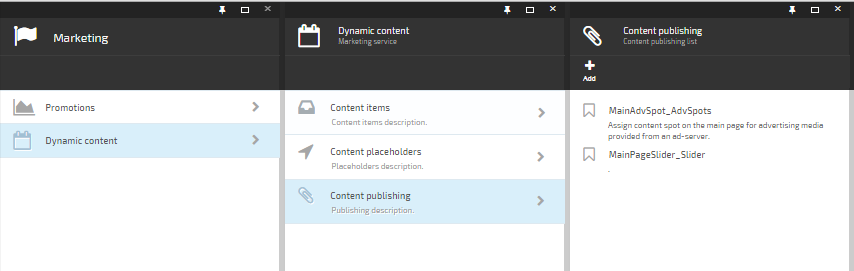 Marketing
Promotions
Dynamic content
Dynamic content
Marketing service
Content items
Content items description.
Content placeholders
Placeholders description.
Content publishing
Publishing description.
Content publishing
Content publishing list
Add
MainAdvSpot_AdvSpots
Assign content spot on the main page for advertising media
provided from an ad-server.
MainPageSlider_Slider
.